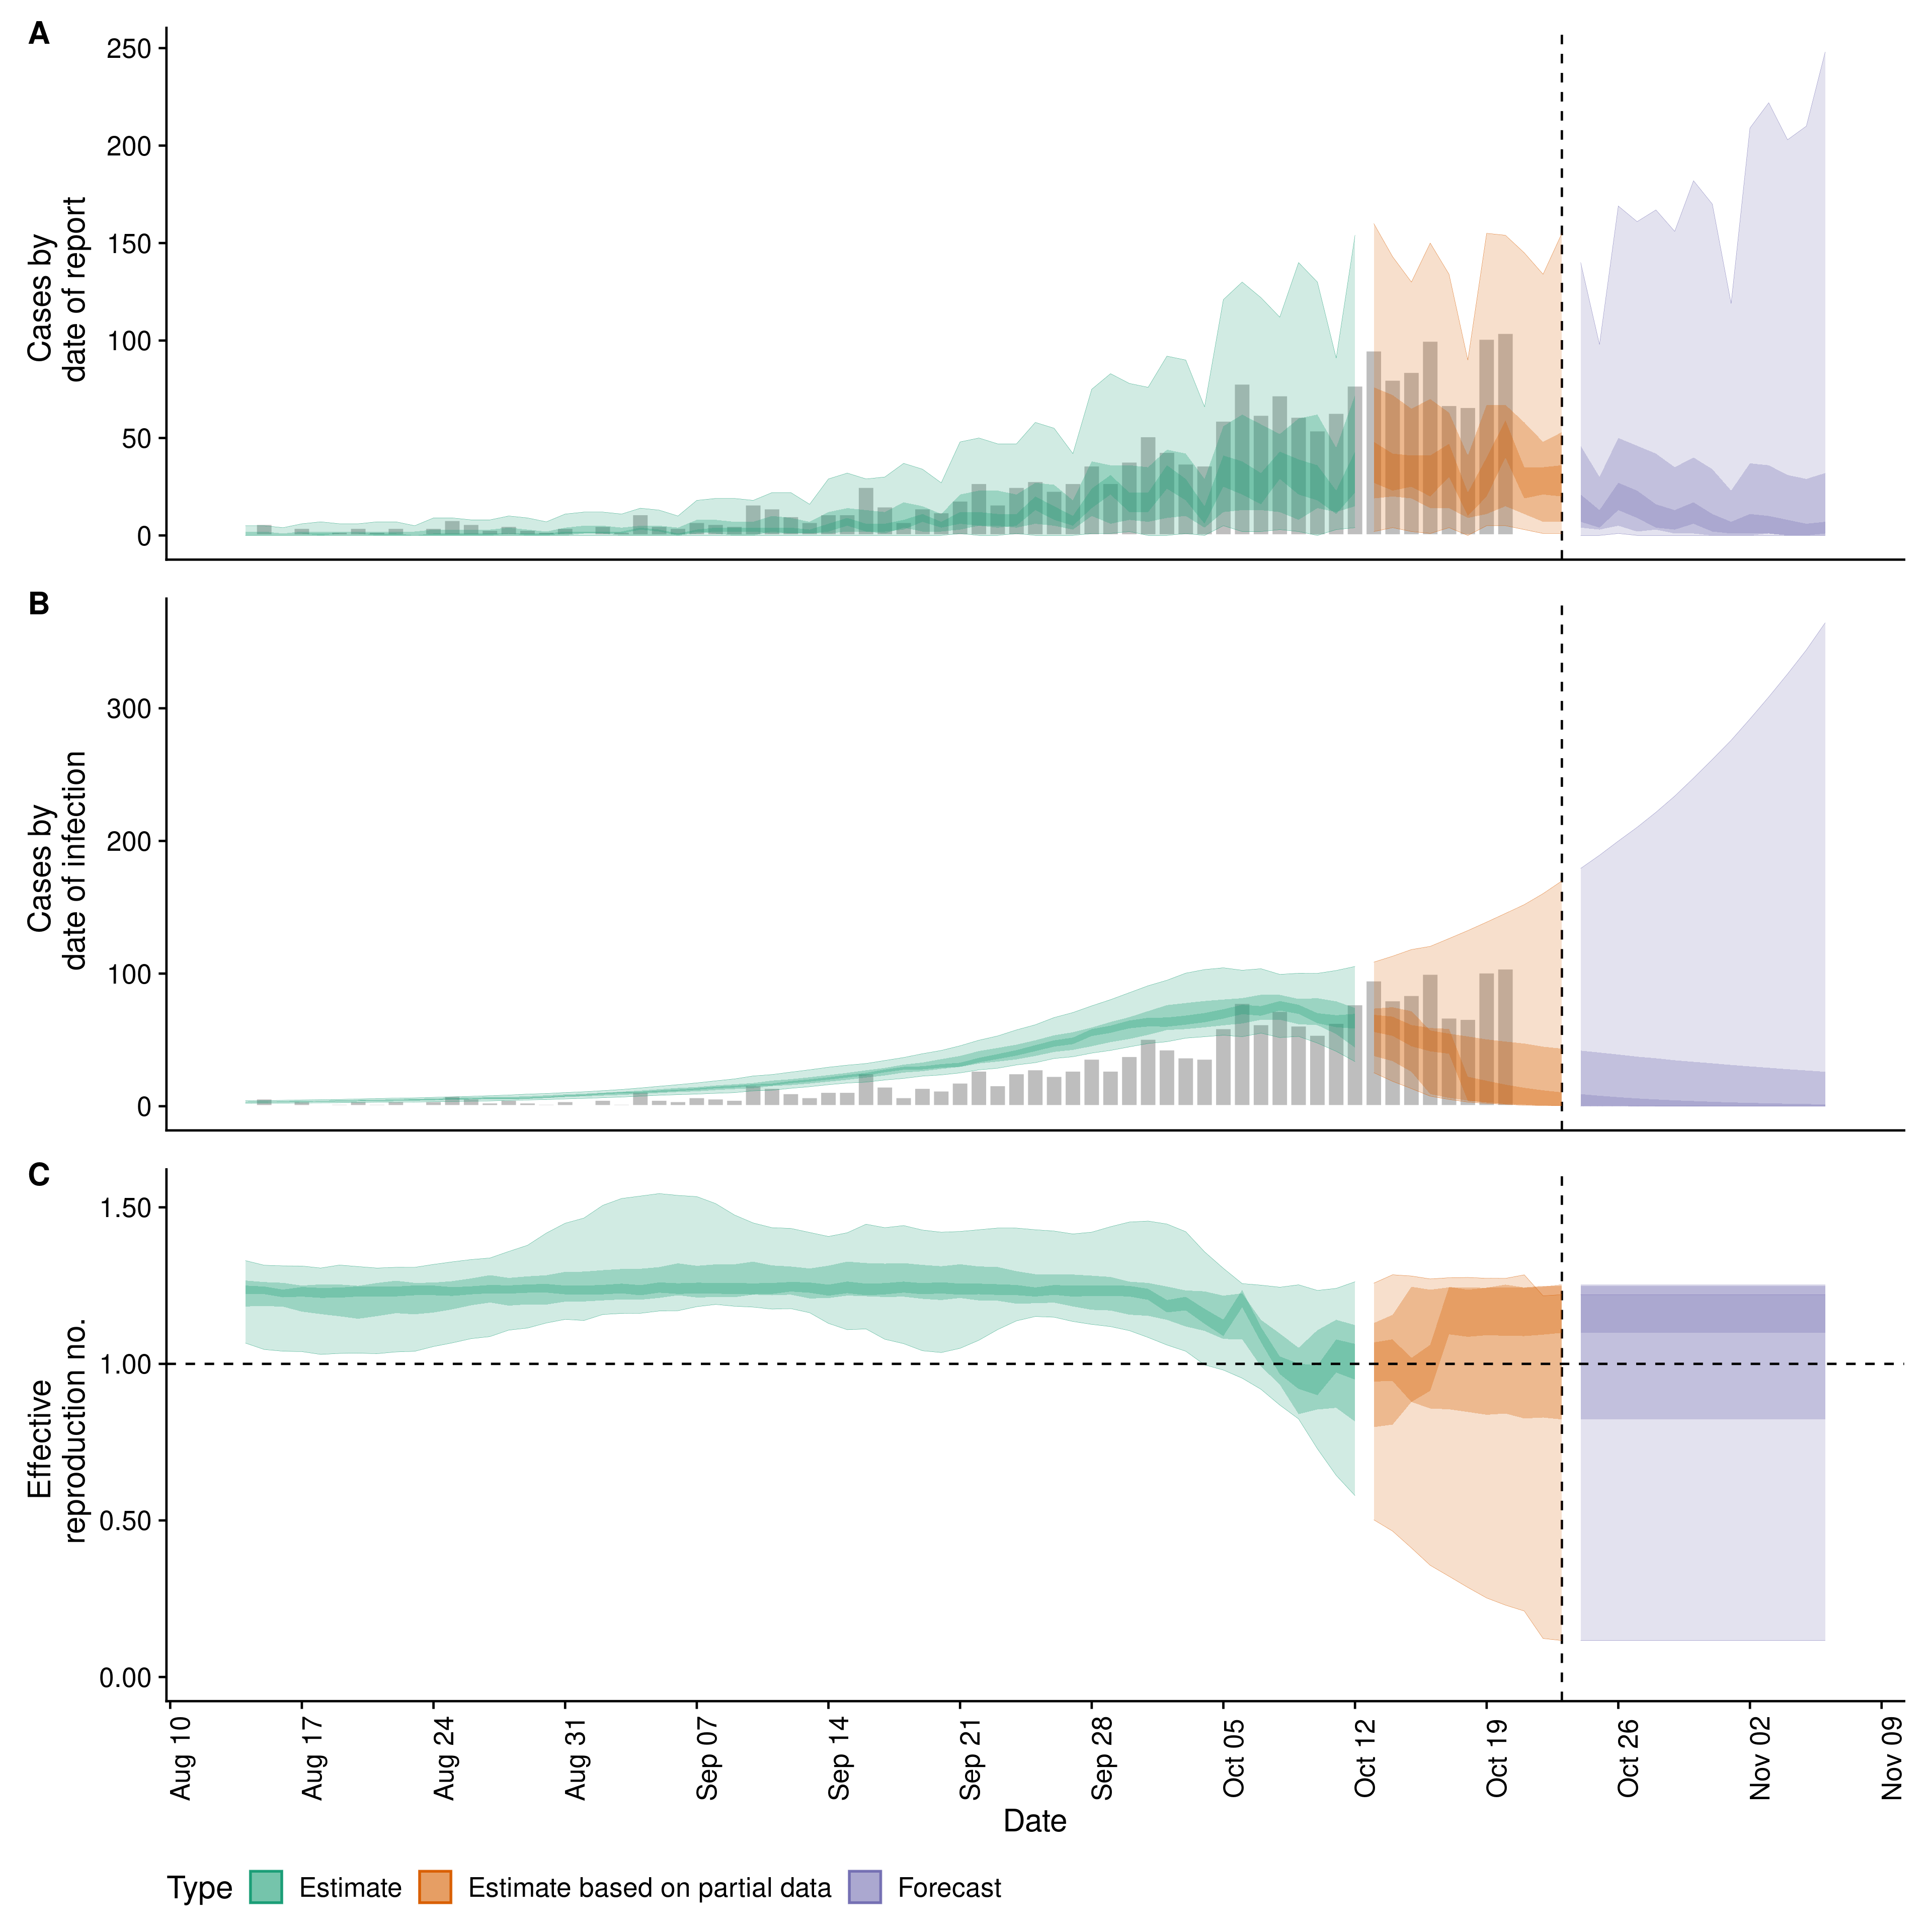 A
250
200
150
100
50
0
Cases by
date of report
B
300
200
100
0
Cases by
date of infection
C
1.50
1.00
0.50
0.00
Effective
reproduction no.
Aug 10
Aug 17
Aug 24
Aug 31
Sep 07
Sep 14
Sep 21
Sep 28
Oct 05
Oct 12
Oct 19
Oct 26
Nov 02
Nov 09
Date
Type Estimate Estimate based on partial data Forecast